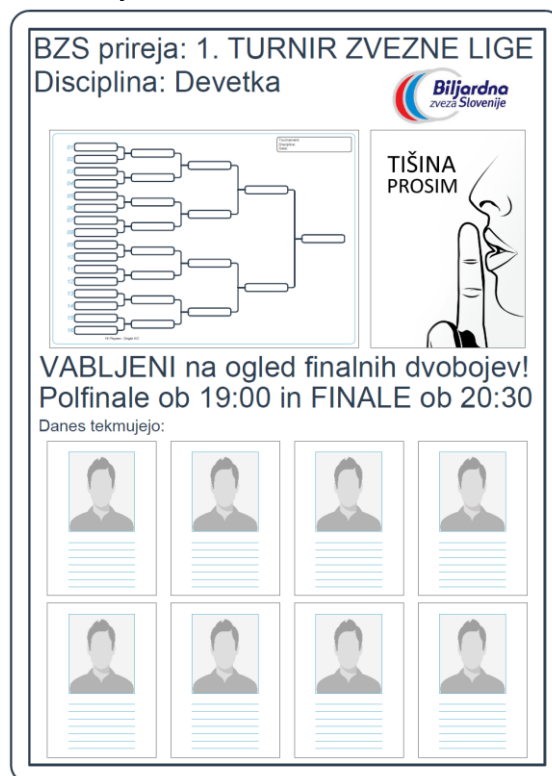 BZS prireja: 1. TURNIR ZVEZNE LIGE
Disciplina: Devetka
Biljardna
zveza Slovenije
TIŠINA
PROSIM
VABLJENI na ogled finalnih dvobojev!
Polfinale ob 19:00 in FINALE ob 20:30
Danes tekmujejo: